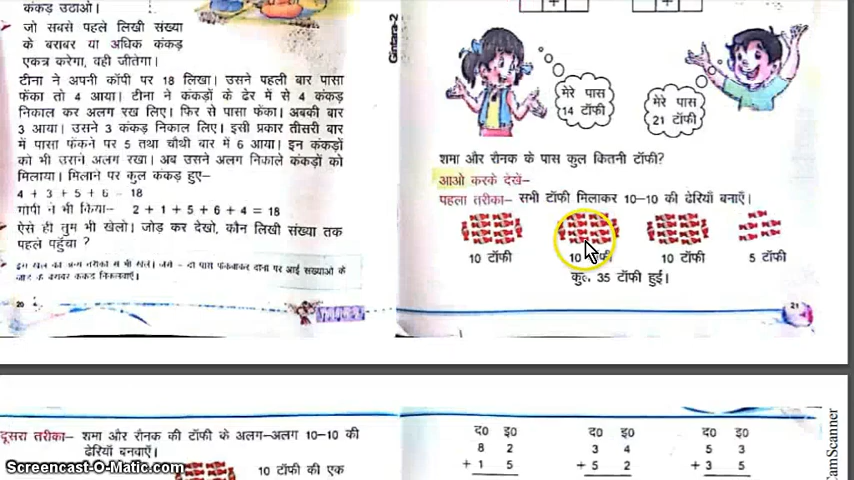 कंकड़ उठाओ।
जो सबसे पहले लिखी संख्या
के बराबर या अधिक कंकड़
एकत्र करेगा, वही जीतेगा।
टीना ने अपनी कॉपी पर 18 लिखा। उसने पहली बार पासा
फेंका तो 4 आया। टीना ने कंकड़ों के ढेर में से 4 कंकड़
निकाल कर अलग रख लिए। फिर से पासा फेंका। अबकी बार
3 आया। उसने 3 कंकड़ निकाल लिए। इसी प्रकार तीसरी बार
में पासा फेंकने पर 5 तथा चौथी बार में 6 आया। इन कंकड़ों
को भी उसने अलग रखा। अब उसने अलग निकाले कंकड़ों को
मिलाया। मिलाने पर कुल कंकड़ हुए–
4 + 3 + 5 + 6 – 18
गोपी ने भी किया– 2 + 1 + 5 + 6 + 4 = 18
ऐसे ही तुम भी खेलो। जोड़ कर देखो, कौन लिखी संख्या तक
पहले पहुँचा ?
20
Gintara-2
मेरे पास
14 टॉफी
मेरे पास
21 टॉफी
शमा और रौनक के पास कुल कितनी टॉफी?
आओ करके देखें–
पहला तरीका– सभी टॉफी मिलाकर 10–10 की ढेरियाँ बनाएँ।
10 टॉफी 10 टॉफी 10 टॉफी 5 टॉफी
कुल 35 टॉफी हुईं।
21
दूसरा तरीका– शमा और रौनक की टॉफी के अलग-अलग 10–10 की
ढेरियाँ बनवाएँ।
10 टॉफी की एक
द० इ० द० इ० द० इ०
8 2 3 4 5 3
+ 1 5 + 5 2 + 3 5
CamScanner
Screencast-O-Matic.com